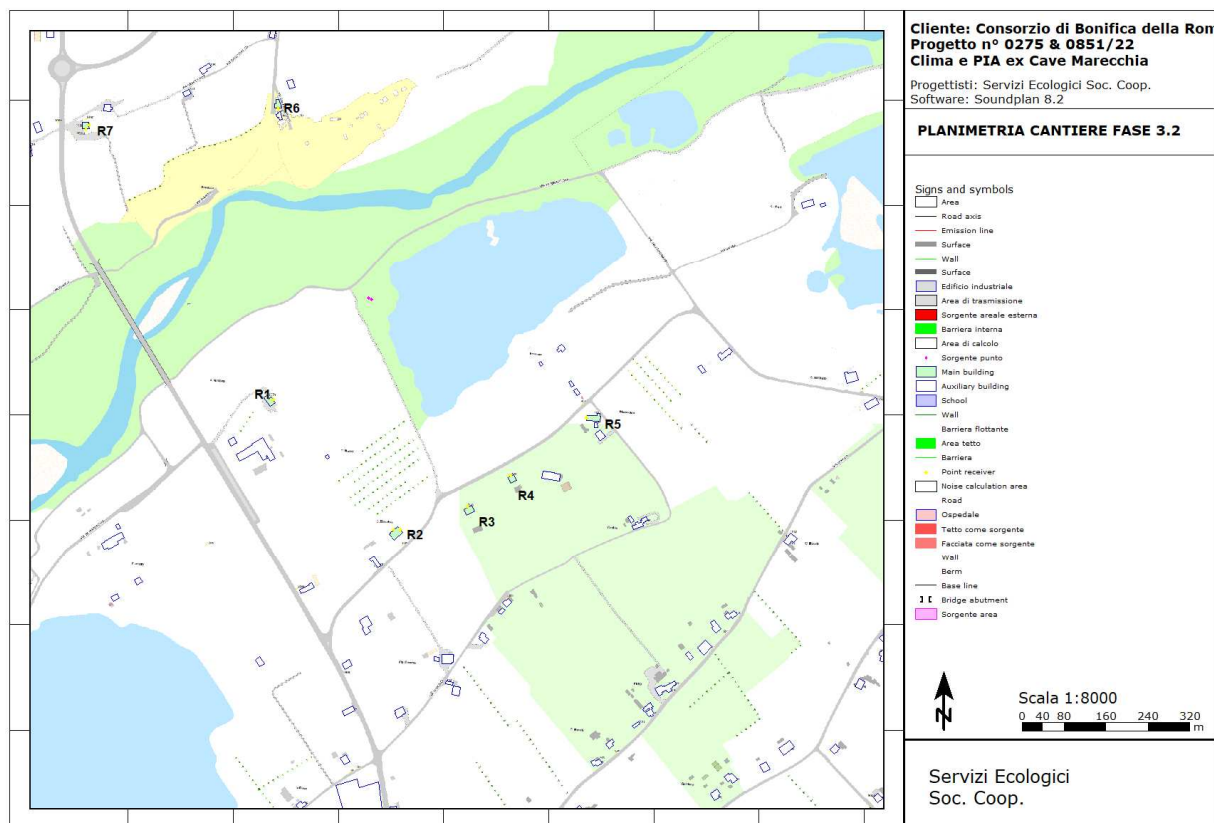 Cliente: Consorzio di Bonifica della Rom
Progetto n° 0275 & 0851/22
Clima e PIA ex Cave Marecchia
Progettisti: Servizi Ecologici Soc. Coop.
Software: Soundplan 8.2
PLANIMETRIA CANTIERE FASE 3.2
Signs and symbols
Area
Road axis
Emission line
Surface
Wall
Surface
Edificio industriale
Area di trasmissione
Sorgente areale esterna
Barriera interna
Area di calcolo
Sorgente punto
Main building
Auxiliary building
School
Wall
Barriera flottante
Area tetto
Barriera
Point receiver
Noise calculation area
Road
Ospedale
Tetto come sorgente
Facciata come sorgente
Wall
Berm
Base line
Bridge abutment
Sorgente area
N
Scala 1:8000
0 40 80 160 240 320
m
Servizi Ecologici
Soc. Coop.
R6
R7
R1
R5
R4
R3
R2